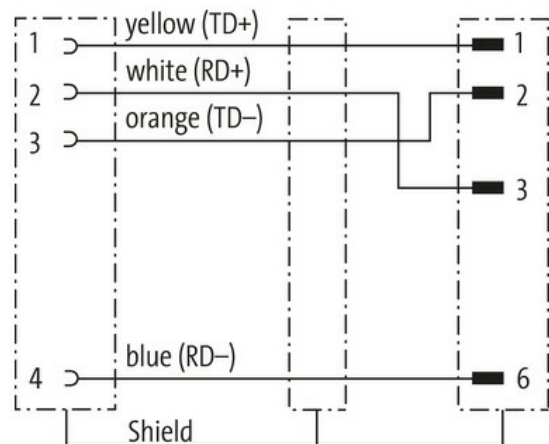 1 yellow (TD+) 1
2 white (RD+) 2
3 orange (TD–)
3
4 blue (RD–) 6
Shield